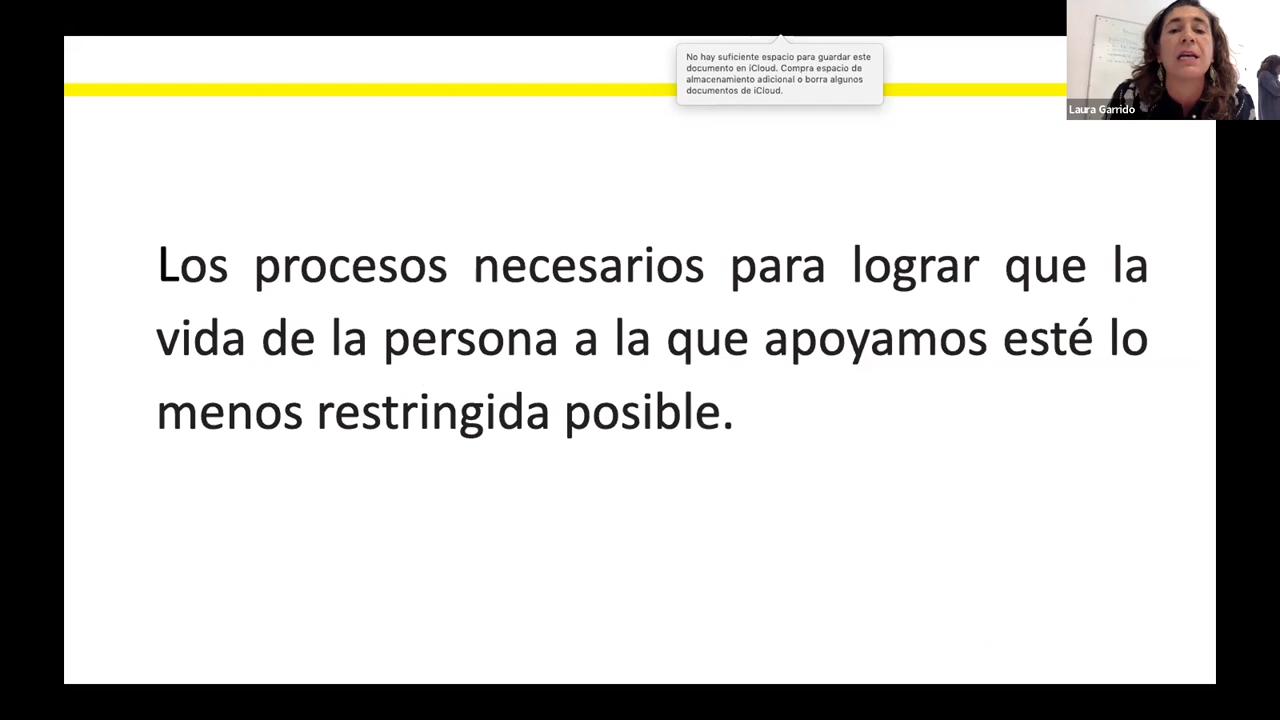 No hay suficiente espacio para guardar este
documento en iCloud. Compra espacio de
almacenamiento adicional o borra algunos
documentos de iCloud.
Laura Garrido
Los procesos necesarios para lograr que la
vida de la persona a la que apoyamos esté lo
menos restringida posible.